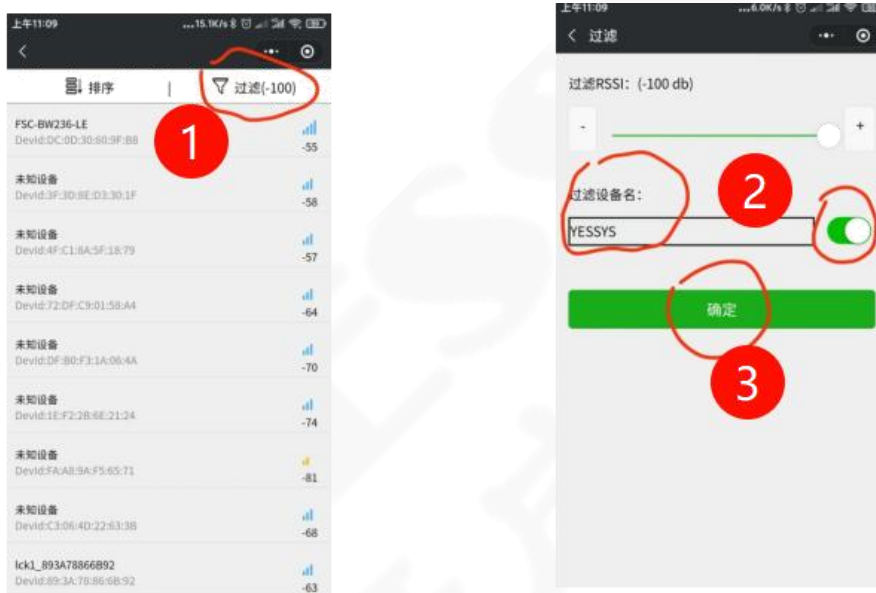 上午11:09
...15.1K/s
排序 | 过滤(-100)
1
FSC-BW236-LE
DevId:DC:0D:30:60:9F:B8
-55
未知设备
DevId:3F:3D:8E:D3:30:1F
-58
未知设备
DevId:4F:C1:8A:5F:18:79
-57
未知设备
DevId:72:DF:C9:01:58:A4
-64
未知设备
DevId:DF:B0:F3:1A:06:4A
-70
未知设备
DevId:1E:F2:2B:6E:21:24
-74
未知设备
DevId:FA:A8:9A:F5:65:71
-81
未知设备
DevId:C3:06:4D:22:63:3B
-68
lck1_893A78866B92
DevId:89:3A:78:86:6B:92
-63
上午11:09
...6.0K/s
过滤
过滤RSSI：(-100 db)
- +
过滤设备名：
2
YESSYS
确定
3